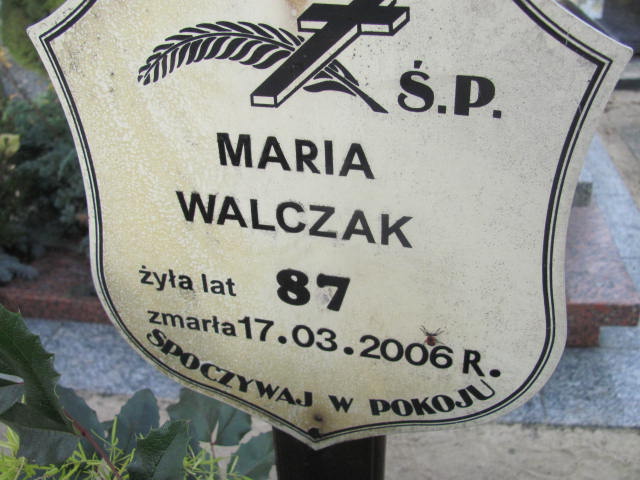 Ś.P.
MARIA
WALCZAK
żyła lat 87
zmarła 17.03.2006 R.
SPOCZYWAJ W POKOJU